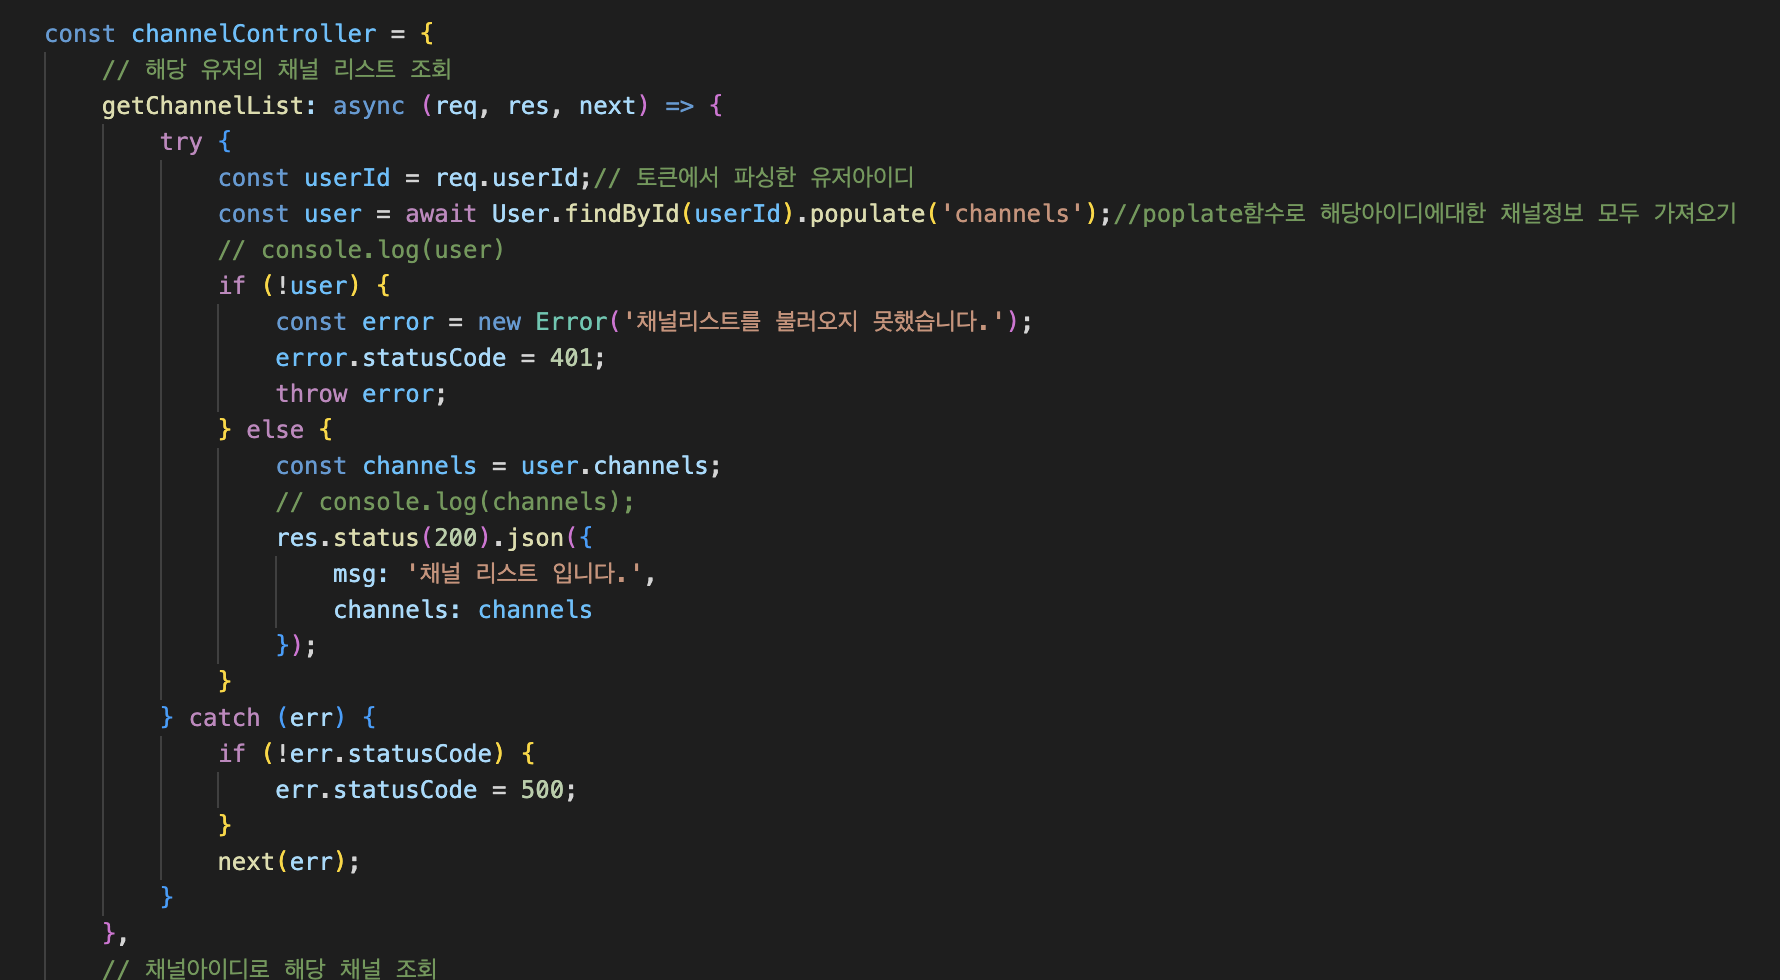 const channelController = {
    // 해당 유저의 채널 리스트 조회
    getChannelList: async (req, res, next) => {
        try {
            const userId = req.userId;// 토큰에서 파싱한 유저아이디
            const user = await User.findById(userId).populate('channels');//poplate함수로 해당아이디에대한 채널정보 모두 가져오기
            // console.log(user)
            if (!user) {
                const error = new Error('채널리스트를 불러오지 못했습니다.');
                error.statusCode = 401;
                throw error;
            } else {
                const channels = user.channels;
                // console.log(channels);
                res.status(200).json({
                    msg: '채널 리스트 입니다.',
                    channels: channels
                });
            }
        } catch (err) {
            if (!err.statusCode) {
                err.statusCode = 500;
            }
            next(err);
        }
    },
    // 채널아이디로 해당 채널 조회